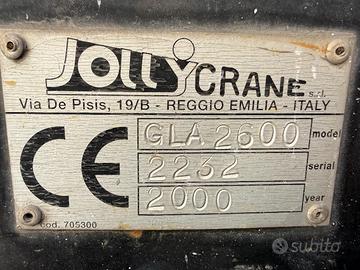 JOLLY CRANE s.r.l.
Via De Pisis, 19/B - REGGIO EMILIA - ITALY
CE
GLA 2600 model
2232 serial
2000 year
cod. 705300
subito